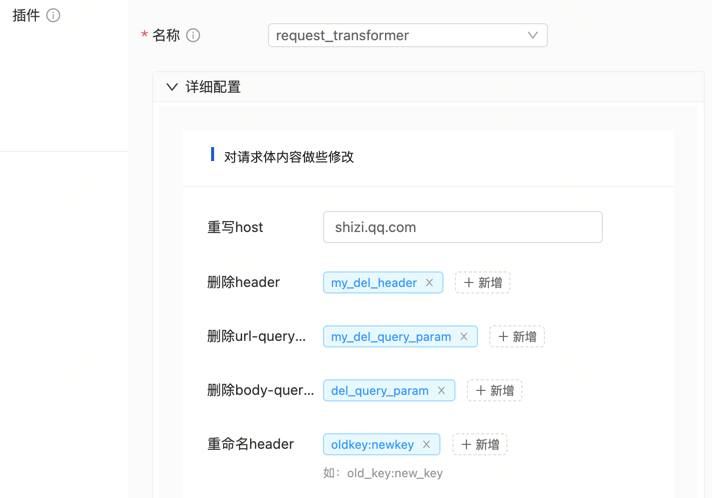 插件
* 名称 request_transformer
详细配置
对请求体内容做些修改
重写host shizi.qq.com
删除header my_del_header × + 新增
删除url-query... my_del_query_param × + 新增
删除body-quer... del_query_param × + 新增
重命名header oldkey:newkey × + 新增
如：old_key:new_key